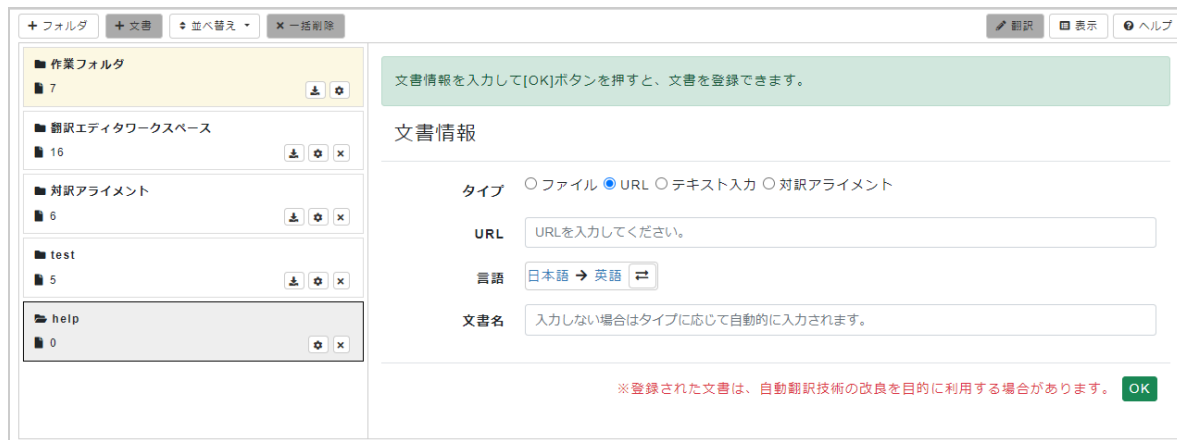 フォルダ
文書
並べ替え
一括削除
翻訳
表示
ヘルプ
作業フォルダ
7
翻訳エディタワークスペース
16
対訳アライメント
6
test
5
help
0
文書情報を入力して[OK]ボタンを押すと、文書を登録できます。
文書情報
タイプ ファイル URL テキスト入力 対訳アライメント
URL URLを入力してください。
言語 日本語 → 英語
文書名 入力しない場合はタイプに応じて自動的に入力されます。
※登録された文書は、自動翻訳技術の改良を目的に利用する場合があります。 OK